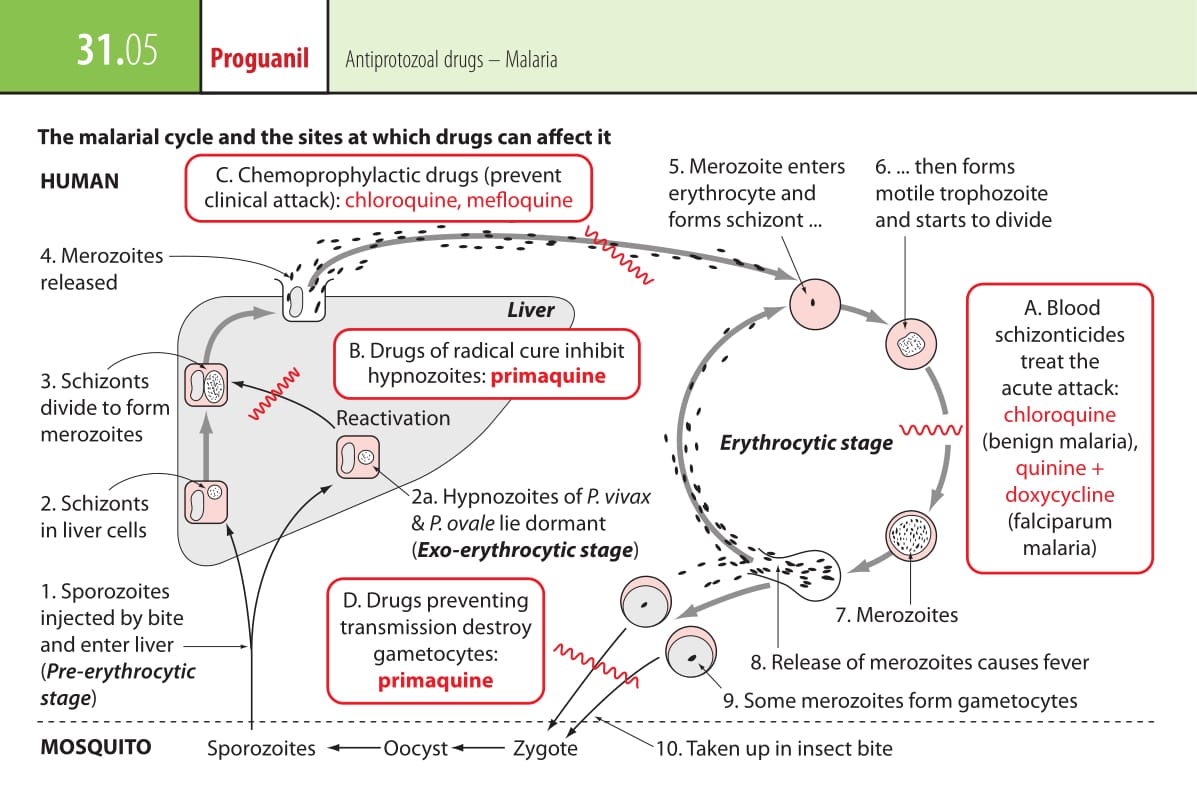 31.05
Proguanil
Antiprotozoal drugs – Malaria
The malarial cycle and the sites at which drugs can affect it
HUMAN
C. Chemoprophylactic drugs (prevent
clinical attack): chloroquine, mefloquine
5. Merozoite enters
erythrocyte and
forms schizont ...
6. ... then forms
motile trophozoite
and starts to divide
4. Merozoites
released
Liver
B. Drugs of radical cure inhibit
hypnozoites: primaquine
A. Blood
schizonticides
treat the
acute attack:
chloroquine
(benign malaria),
quinine +
doxycycline
(falciparum
malaria)
3. Schizonts
divide to form
merozoites
Reactivation
Erythrocytic stage
2. Schizonts
in liver cells
2a. Hypnozoites of P. vivax
& P. ovale lie dormant
(Exo-erythrocytic stage)
1. Sporozoites
injected by bite
and enter liver
(Pre-erythrocytic
stage)
D. Drugs preventing
transmission destroy
gametocytes:
primaquine
7. Merozoites
8. Release of merozoites causes fever
9. Some merozoites form gametocytes
MOSQUITO
Sporozoites
Oocyst
Zygote
10. Taken up in insect bite